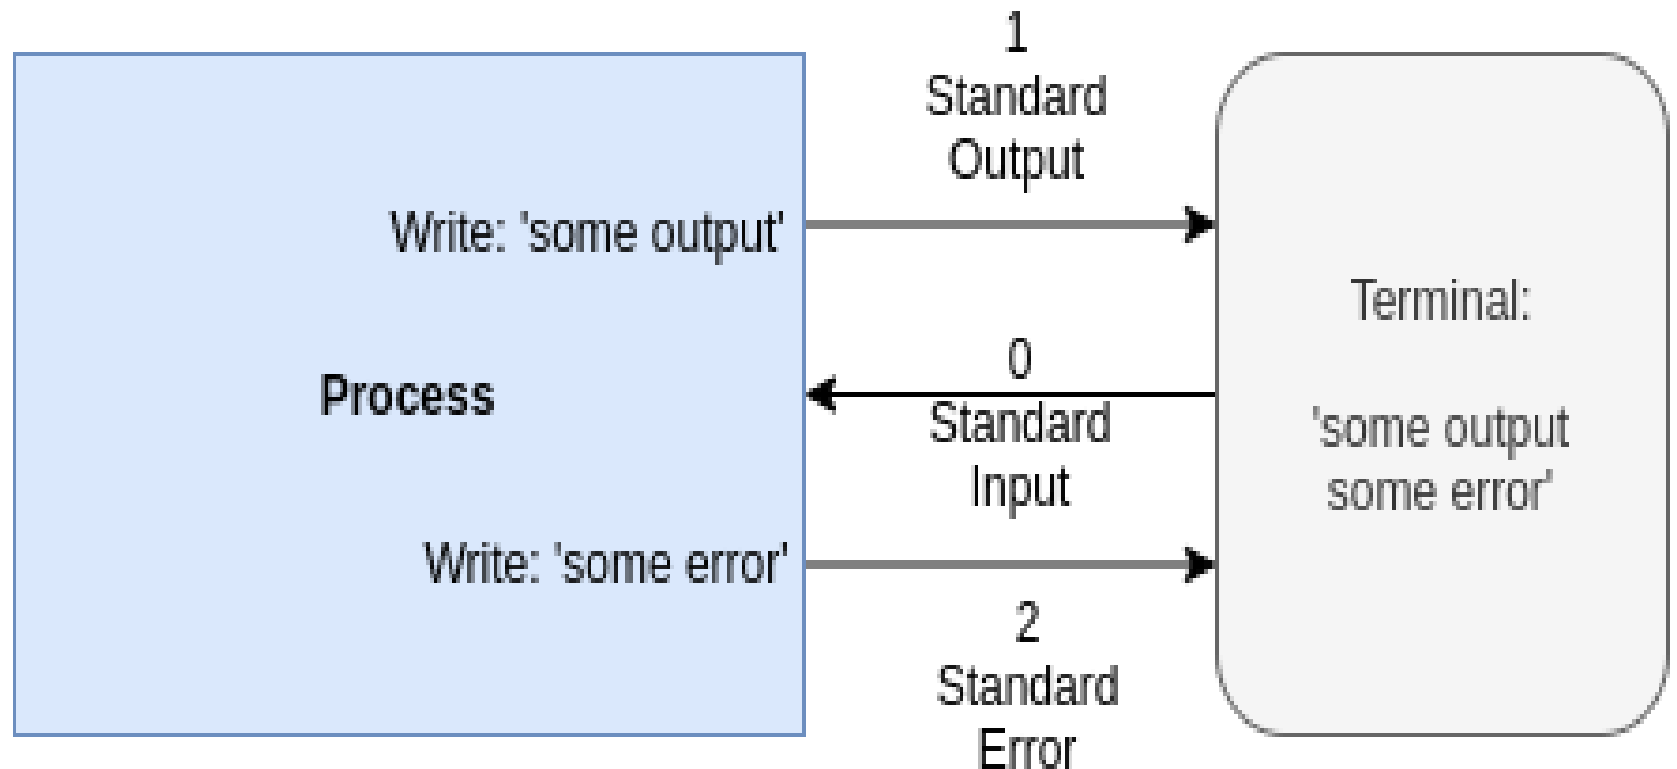 1
Standard
Output
Write: 'some output'
Process
0
Standard
Input
Write: 'some error'
2
Standard
Error
Terminal:
'some output
some error'